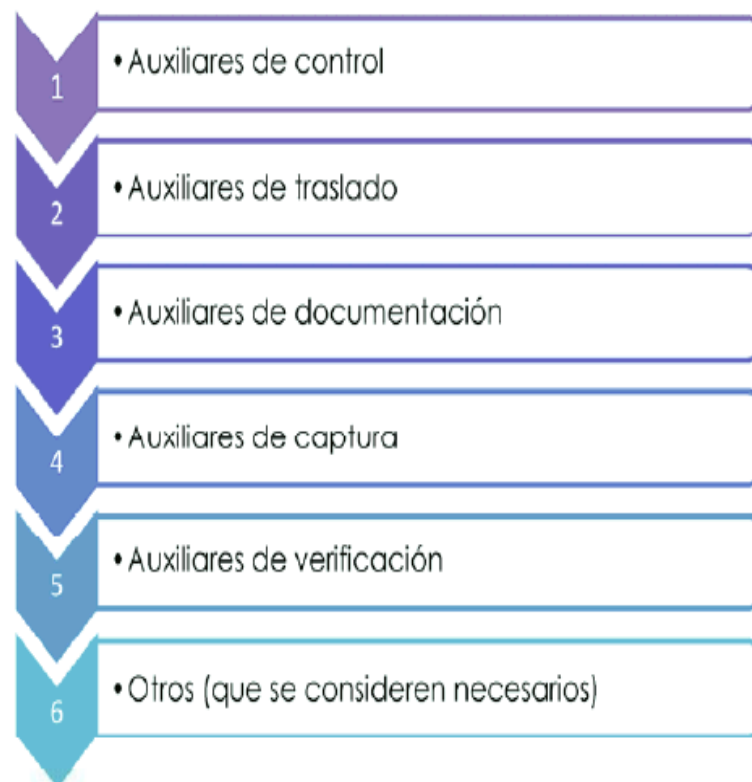 1 • Auxiliares de control
2 • Auxiliares de traslado
3 • Auxiliares de documentación
4 • Auxiliares de captura
5 • Auxiliares de verificación
6 • Otros (que se consideren necesarios)